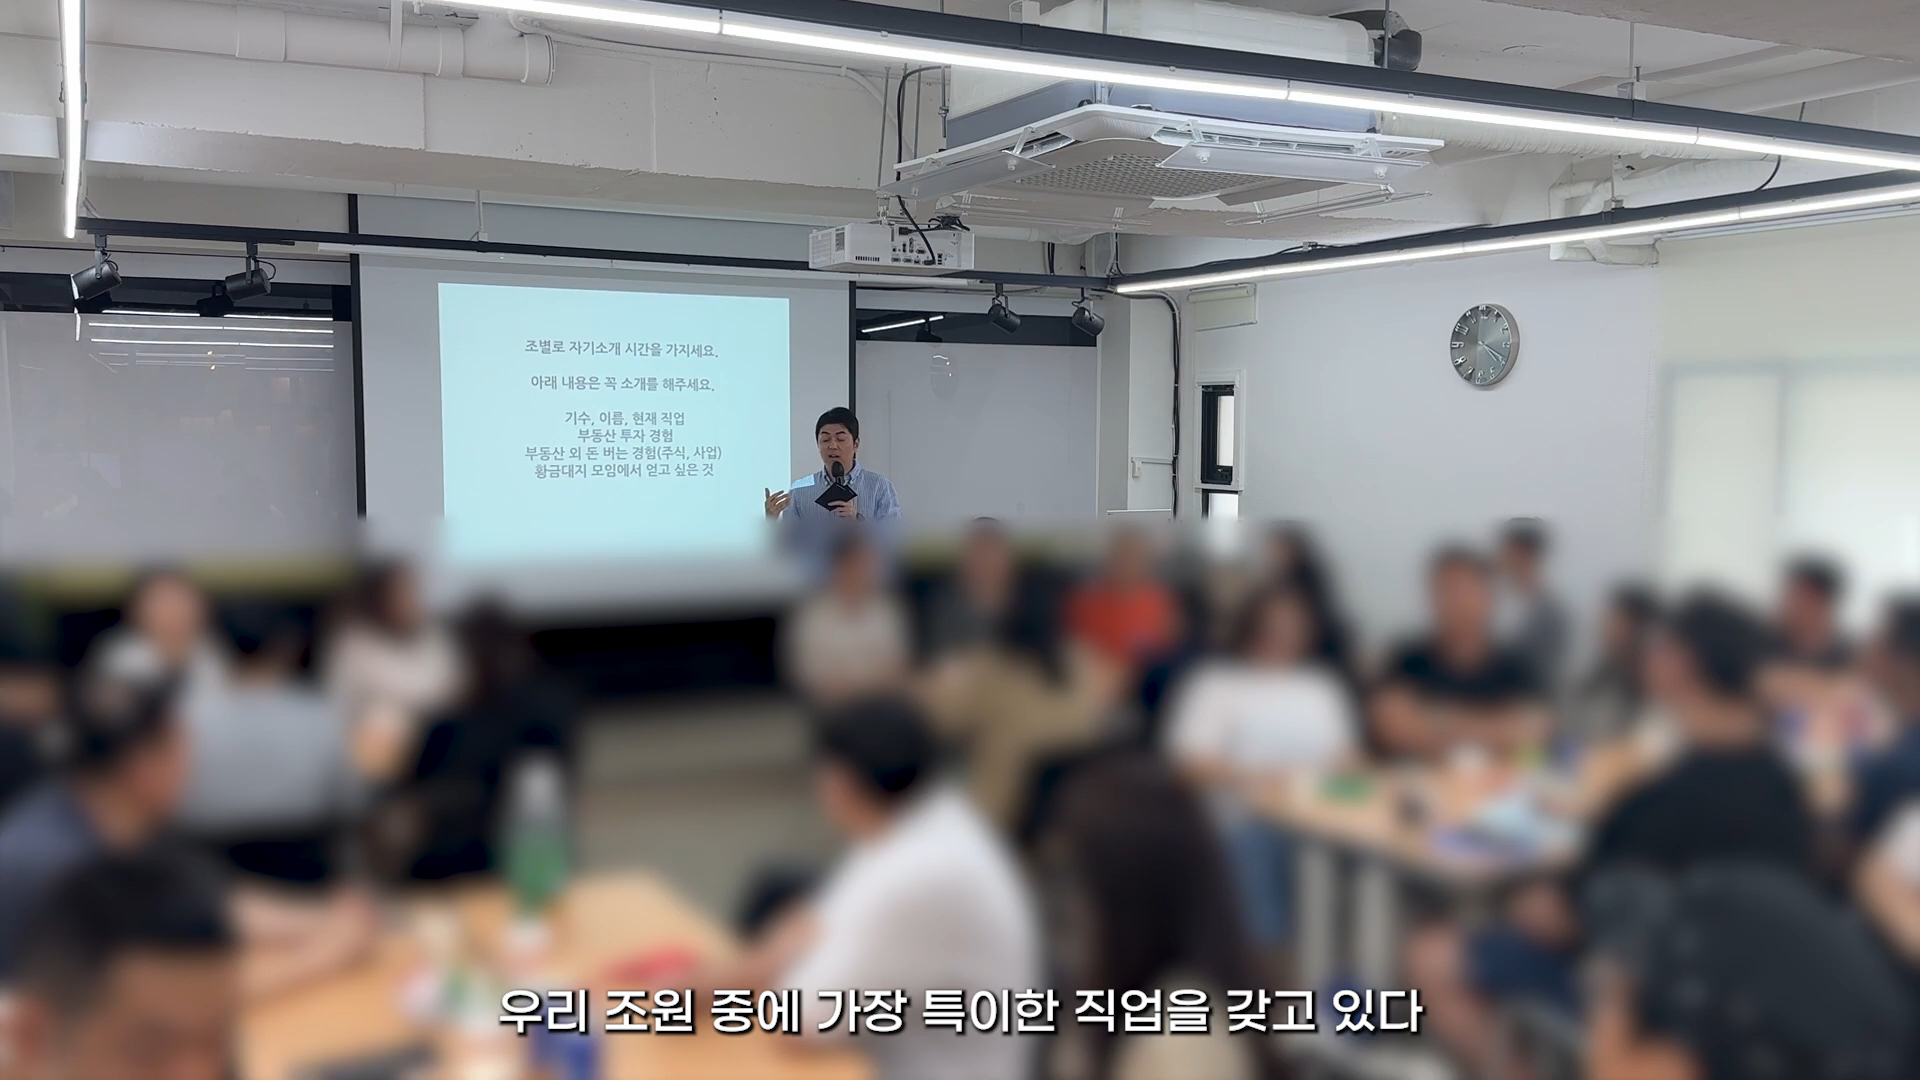 조별로 자기소개 시간을 가지세요.
아래 내용은 꼭 소개를 해주세요.
기수, 이름, 현재 직업
부동산 투자 경험
부동산 외 돈 버는 경험(주식, 사업)
황금대지 모임에서 얻고 싶은 것
우리 조원 중에 가장 특이한 직업을 갖고 있다